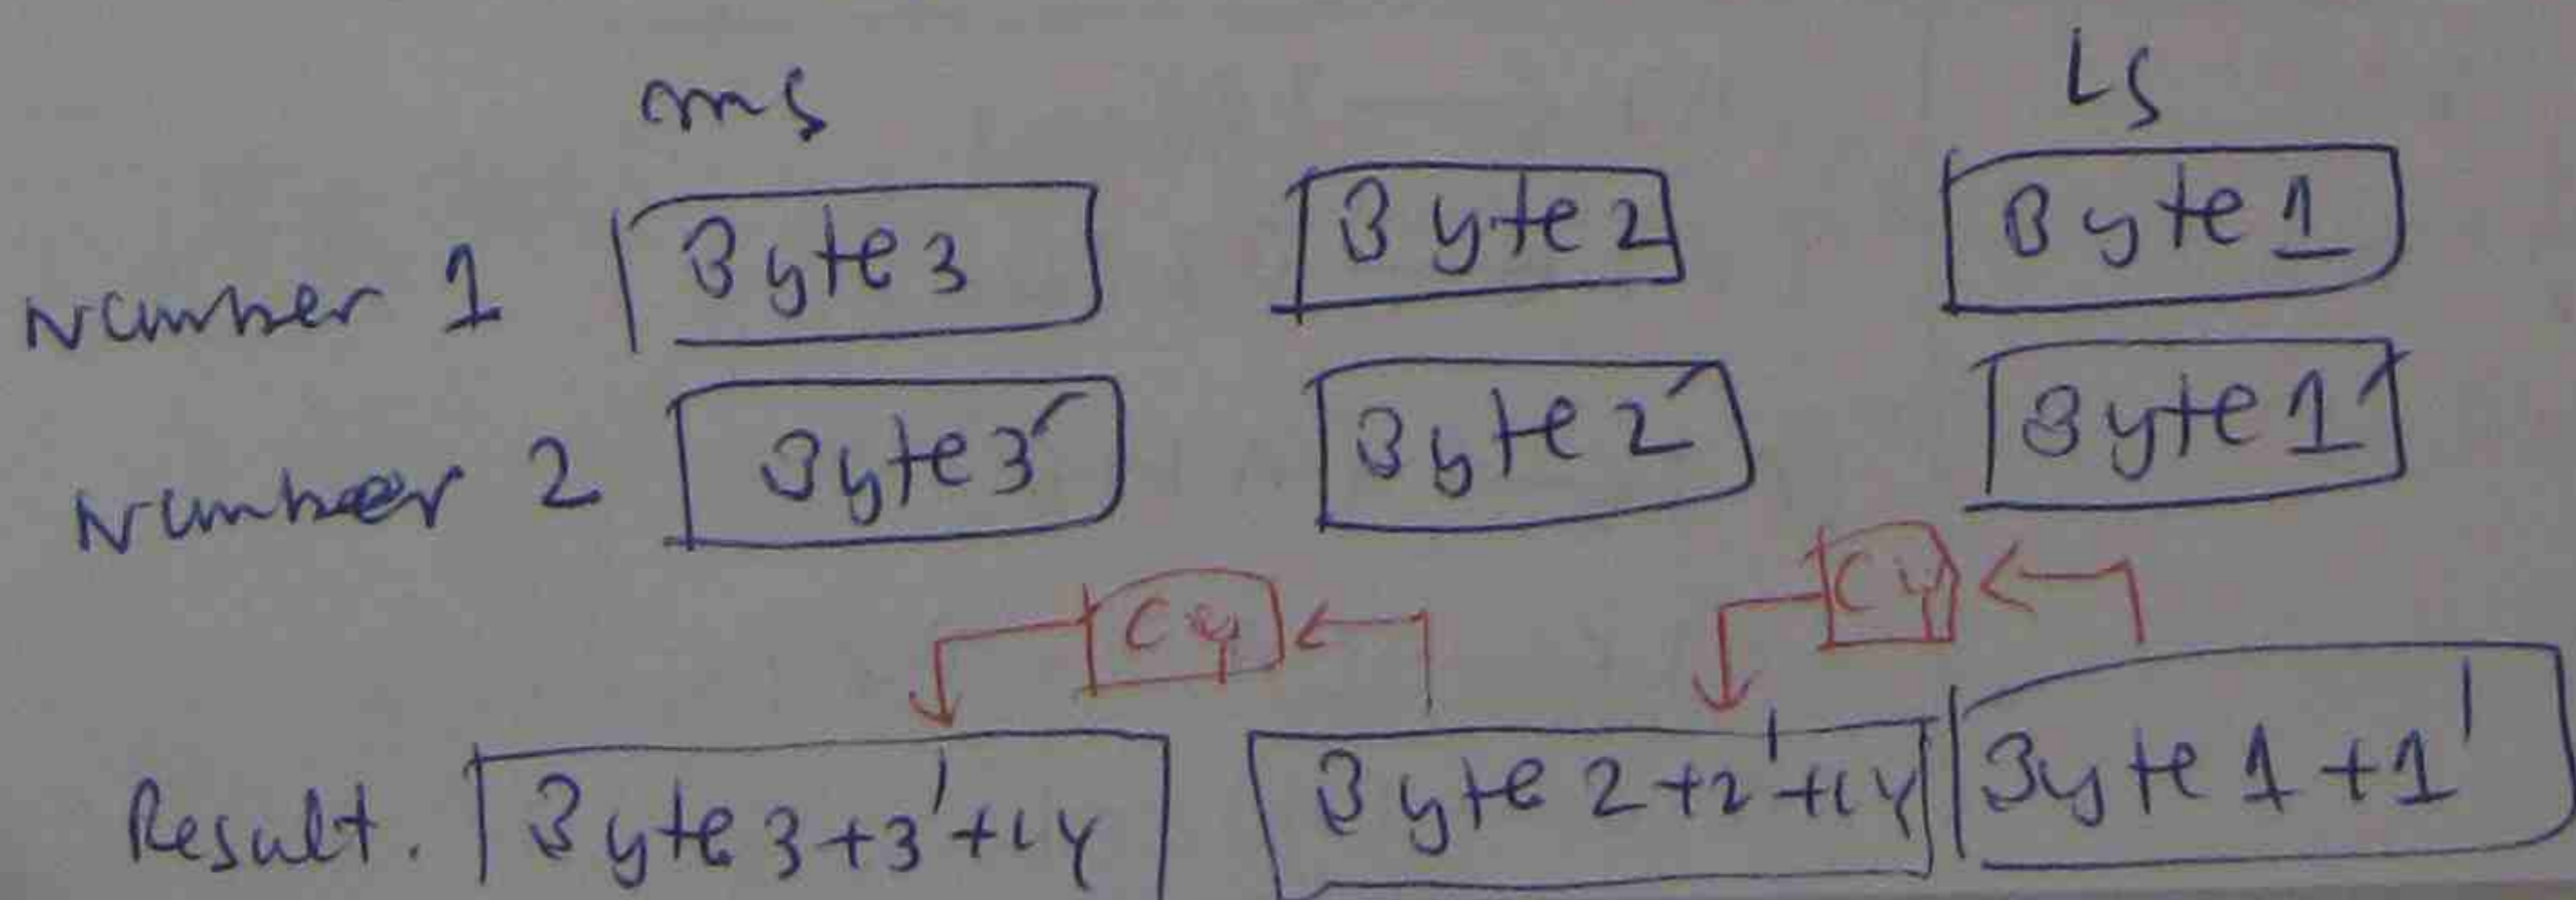 ms LS
Number 1 Byte 3 Byte 2 Byte 1
Number 2 Byte 3' Byte 2' Byte 1'
Cy Cy
Result. Byte 3+3'+cy Byte 2+2'+cy Byte 1+1'